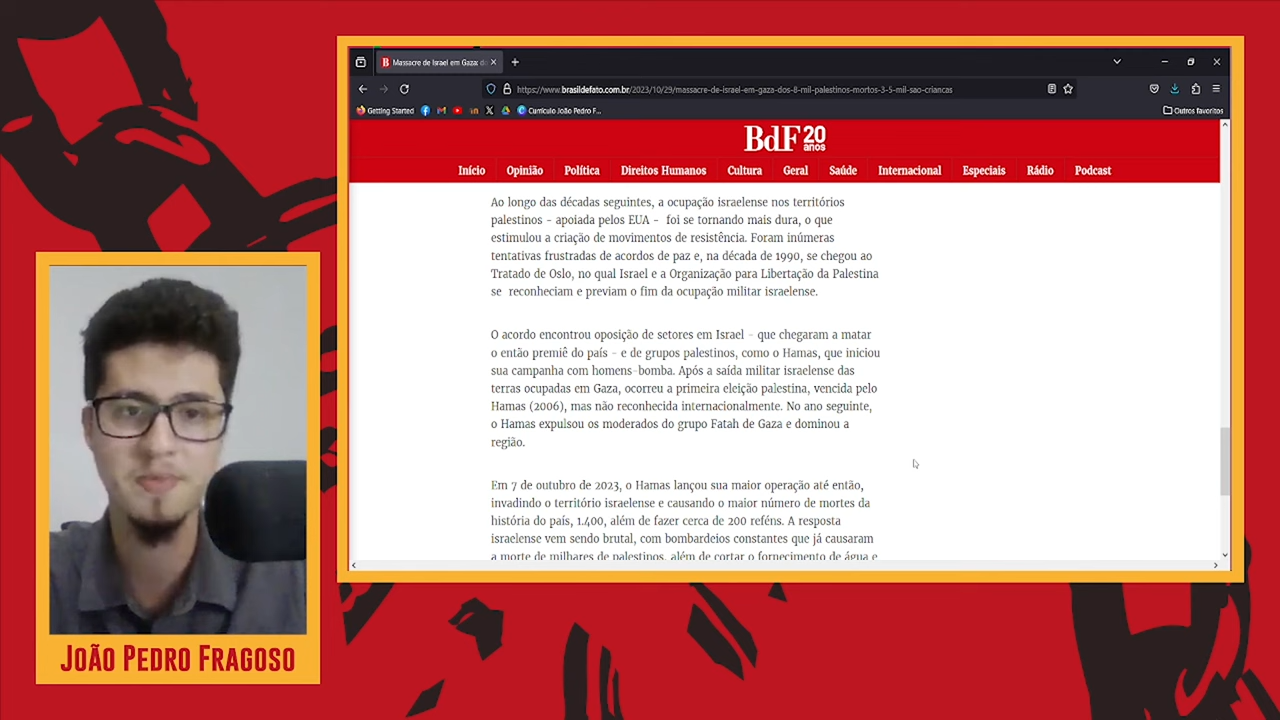 Massacre de Israel em Gaza: do
https://www.brasildefato.com.br/2023/10/29/massacre-de-israel-em-gaza-dos-8-mil-palestinos-mortos-3-5-mil-sao-criancas
Getting Started
Currículo João Pedro F...
Outros favoritos
BdF 20 anos
Início Opinião Política Direitos Humanos Cultura Geral Saúde Internacional Especiais Rádio Podcast
Ao longo das décadas seguintes, a ocupação israelense nos territórios
palestinos - apoiada pelos EUA - foi se tornando mais dura, o que
estimulou a criação de movimentos de resistência. Foram inúmeras
tentativas frustradas de acordos de paz e, na década de 1990, se chegou ao
Tratado de Oslo, no qual Israel e a Organização para Libertação da Palestina
se reconheciam e previam o fim da ocupação militar israelense.
O acordo encontrou oposição de setores em Israel - que chegaram a matar
o então premiê do país - e de grupos palestinos, como o Hamas, que iniciou
sua campanha com homens-bomba. Após a saída militar israelense das
terras ocupadas em Gaza, ocorreu a primeira eleição palestina, vencida pelo
Hamas (2006), mas não reconhecida internacionalmente. No ano seguinte,
o Hamas expulsou os moderados do grupo Fatah de Gaza e dominou a
região.
Em 7 de outubro de 2023, o Hamas lançou sua maior operação até então,
invadindo o território israelense e causando o maior número de mortes da
história do país, 1.400, além de fazer cerca de 200 reféns. A resposta
israelense vem sendo brutal, com bombardeios constantes que já causaram
a morte de milhares de palestinos, além de cortar o fornecimento de água e
João Pedro Fragoso